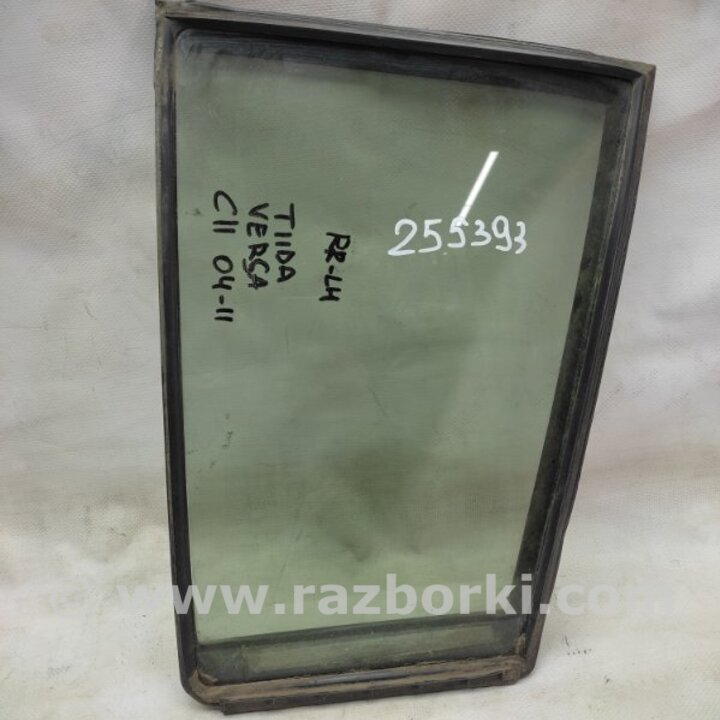 255393
RR-LH
TIIDA
VERSA
C11 04-11
www.razborki.com